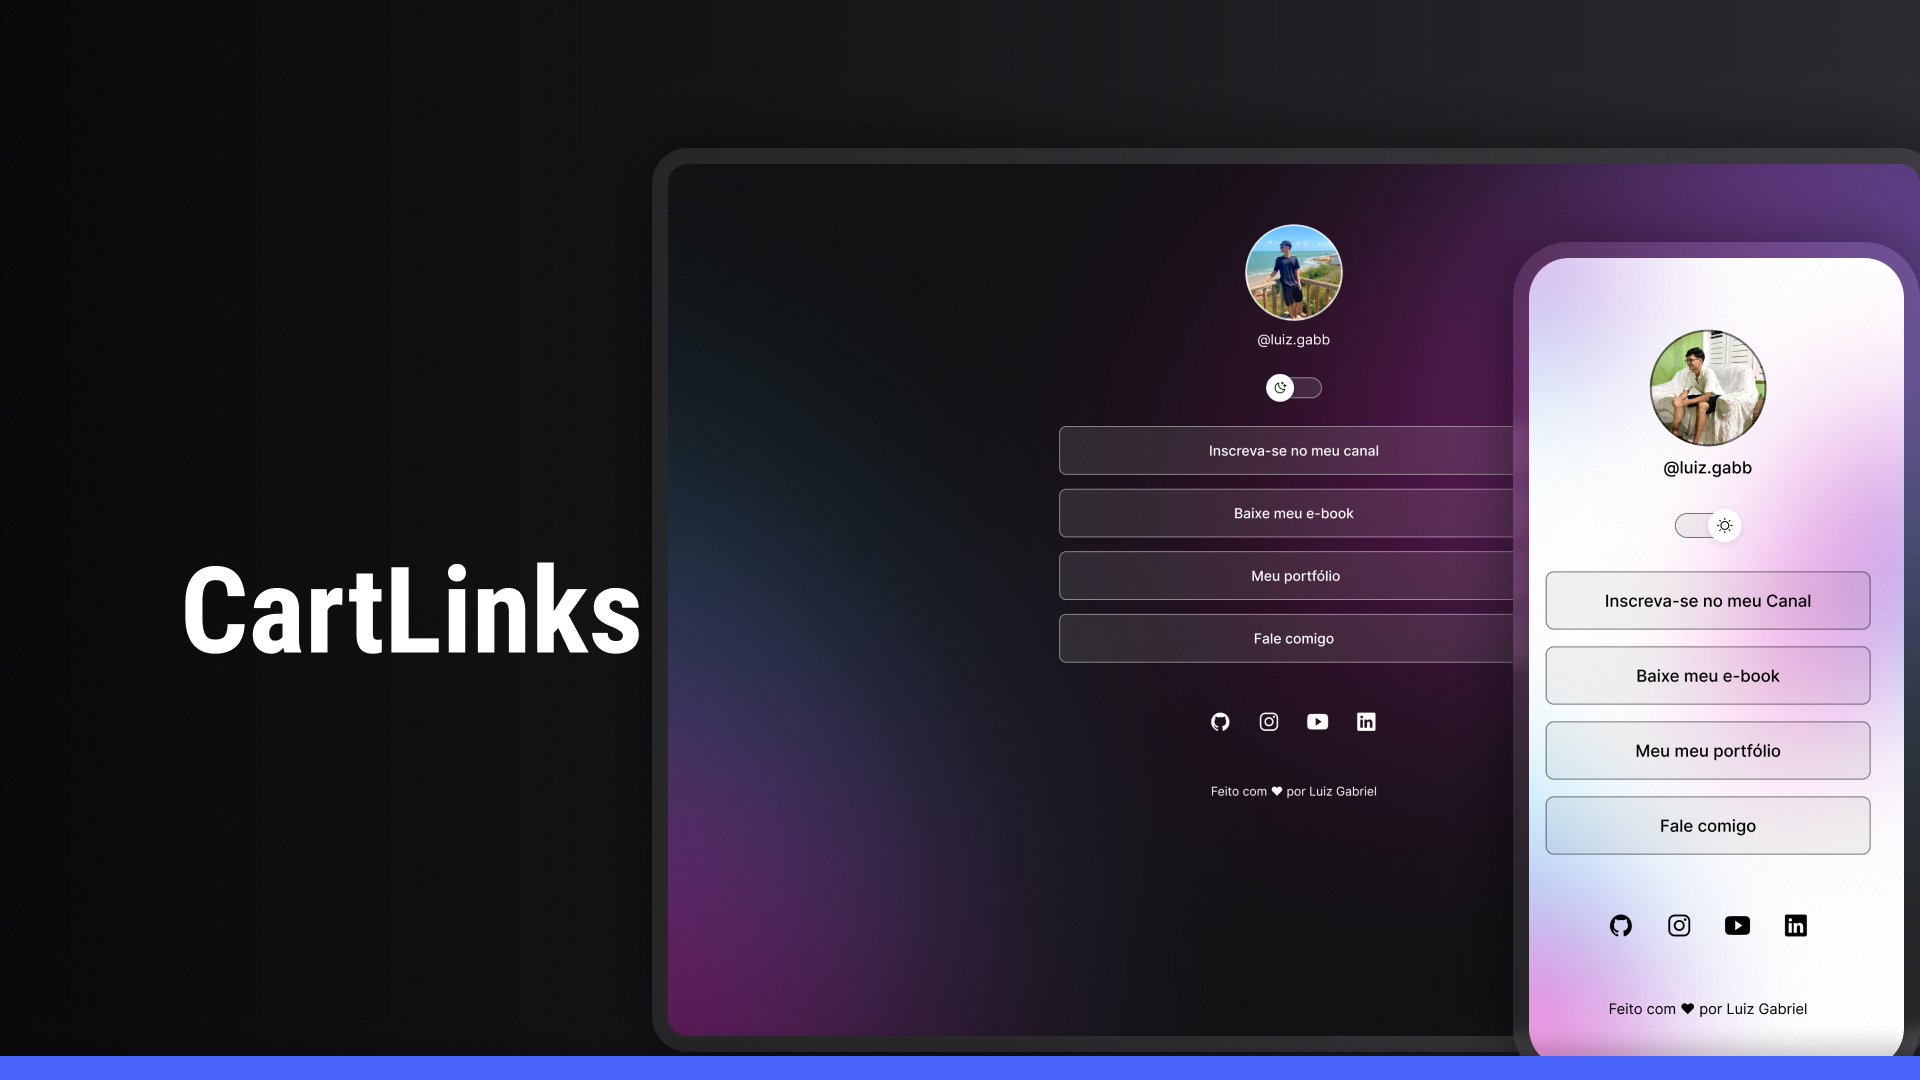 CartLinks
@luiz.gabb
Inscreva-se no meu canal
Baixe meu e-book
Meu portfólio
Fale comigo
Feito com ❤ por Luiz Gabriel
@luiz.gabb
Inscreva-se no meu Canal
Baixe meu e-book
Meu meu portfólio
Fale comigo
Feito com ❤ por Luiz Gabriel